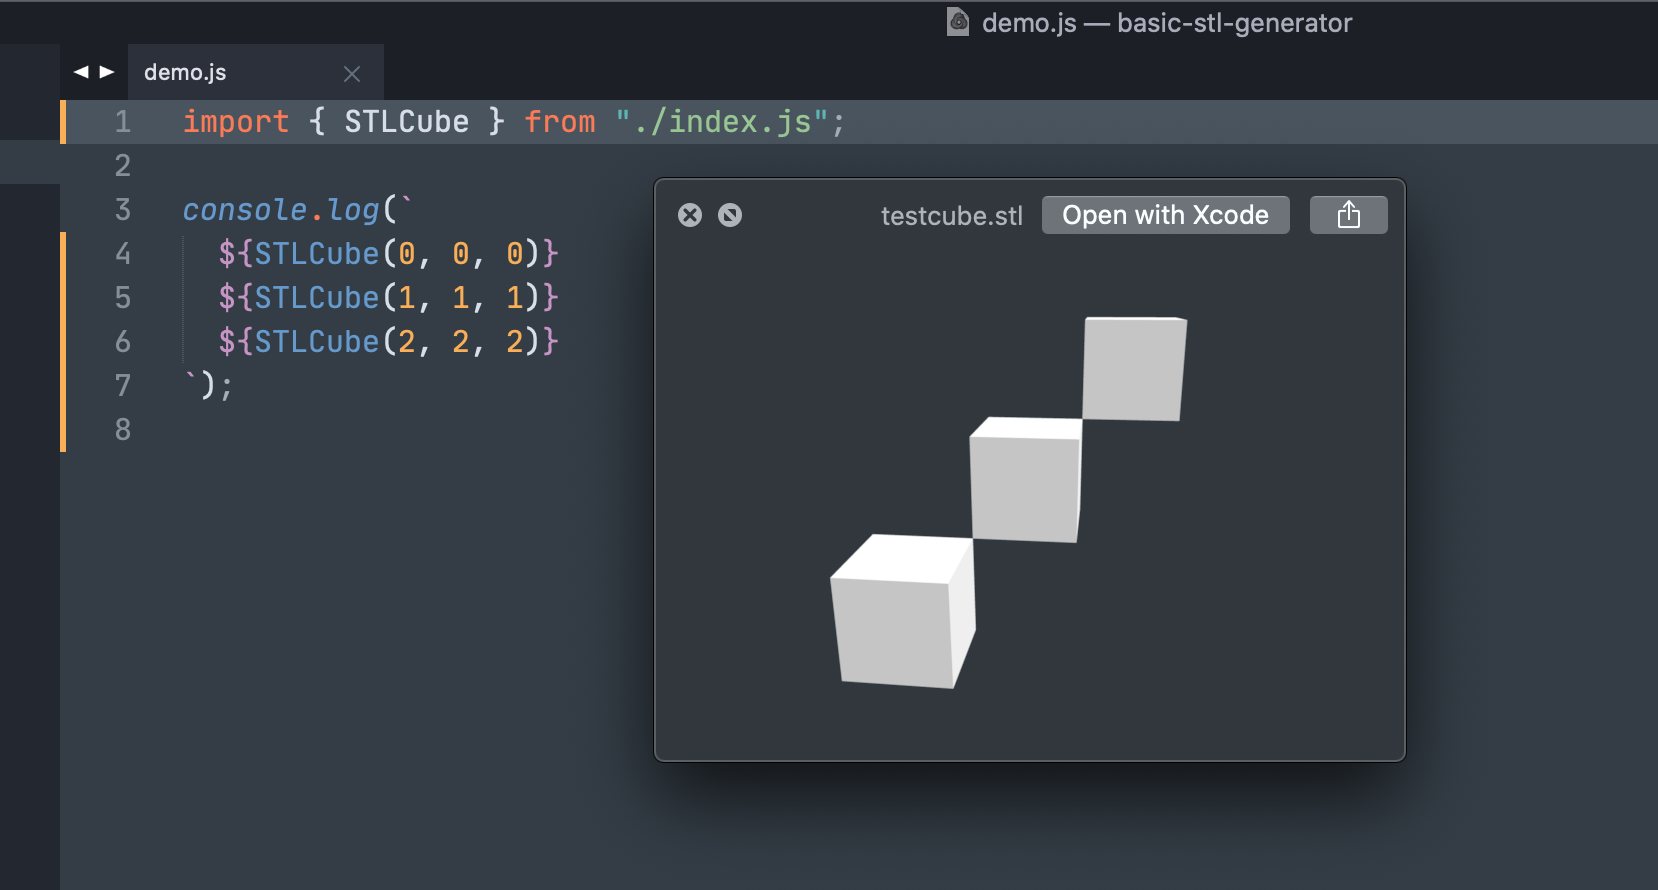 demo.js — basic-stl-generator
demo.js
1 import { STLCube } from "./index.js";
2
3 console.log(`
4 ${STLCube(0, 0, 0)}
5 ${STLCube(1, 1, 1)}
6 ${STLCube(2, 2, 2)}
7 `);
8
testcube.stl Open with Xcode